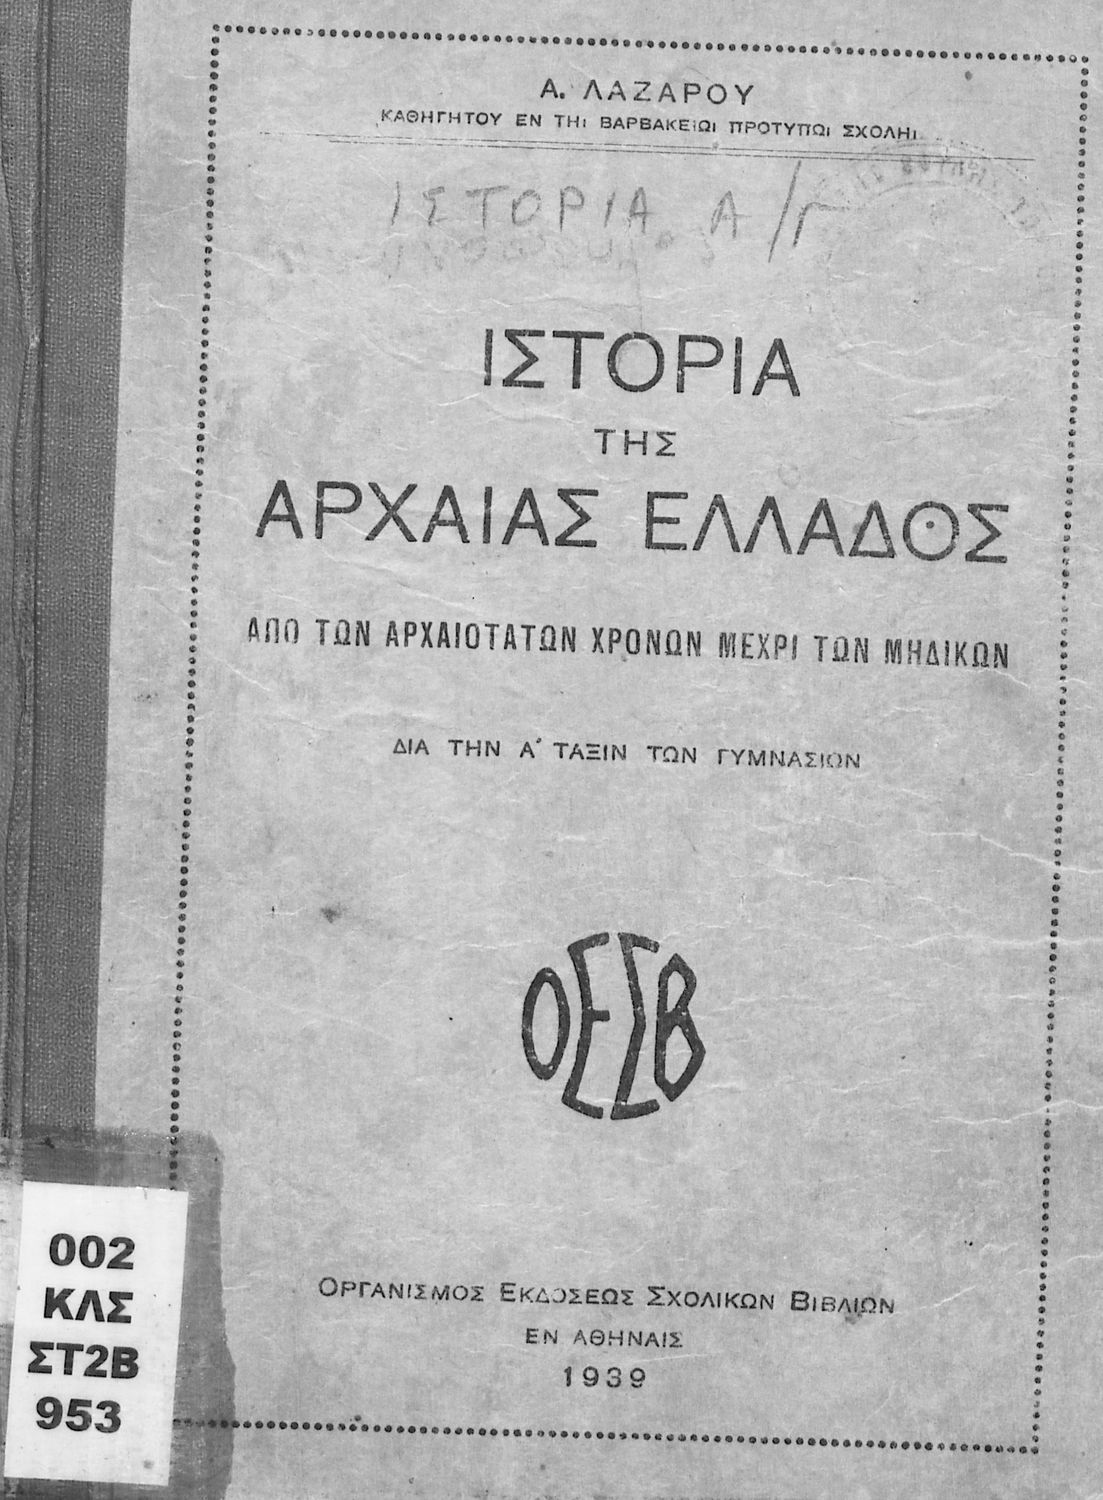 Α. ΛΑΖΑΡΟΥ
ΚΑΘΗΓΗΤΟΥ ΕΝ ΤΗΙ ΒΑΡΒΑΚΕΙΩΙ ΠΡΟΤΥΠΩΙ ΣΧΟΛΗΙ
ΙΣΤΟΡΙΑ Α/Γ
ΙΣΤΟΡΙΑ
ΤΗΣ
ΑΡΧΑΙΑΣ ΕΛΛΑΔΟΣ
ΑΠΟ ΤΩΝ ΑΡΧΑΙΟΤΑΤΩΝ ΧΡΟΝΩΝ ΜΕΧΡΙ ΤΩΝ ΜΗΔΙΚΩΝ
ΔΙΑ ΤΗΝ Α΄ ΤΑΞΙΝ ΤΩΝ ΓΥΜΝΑΣΙΩΝ
ΟΕΣΒ
ΟΡΓΑΝΙΣΜΟΣ ΕΚΔΟΣΕΩΣ ΣΧΟΛΙΚΩΝ ΒΙΒΛΙΩΝ
ΕΝ ΑΘΗΝΑΙΣ
1939
002
ΚΛΣ
ΣΤ2Β
953